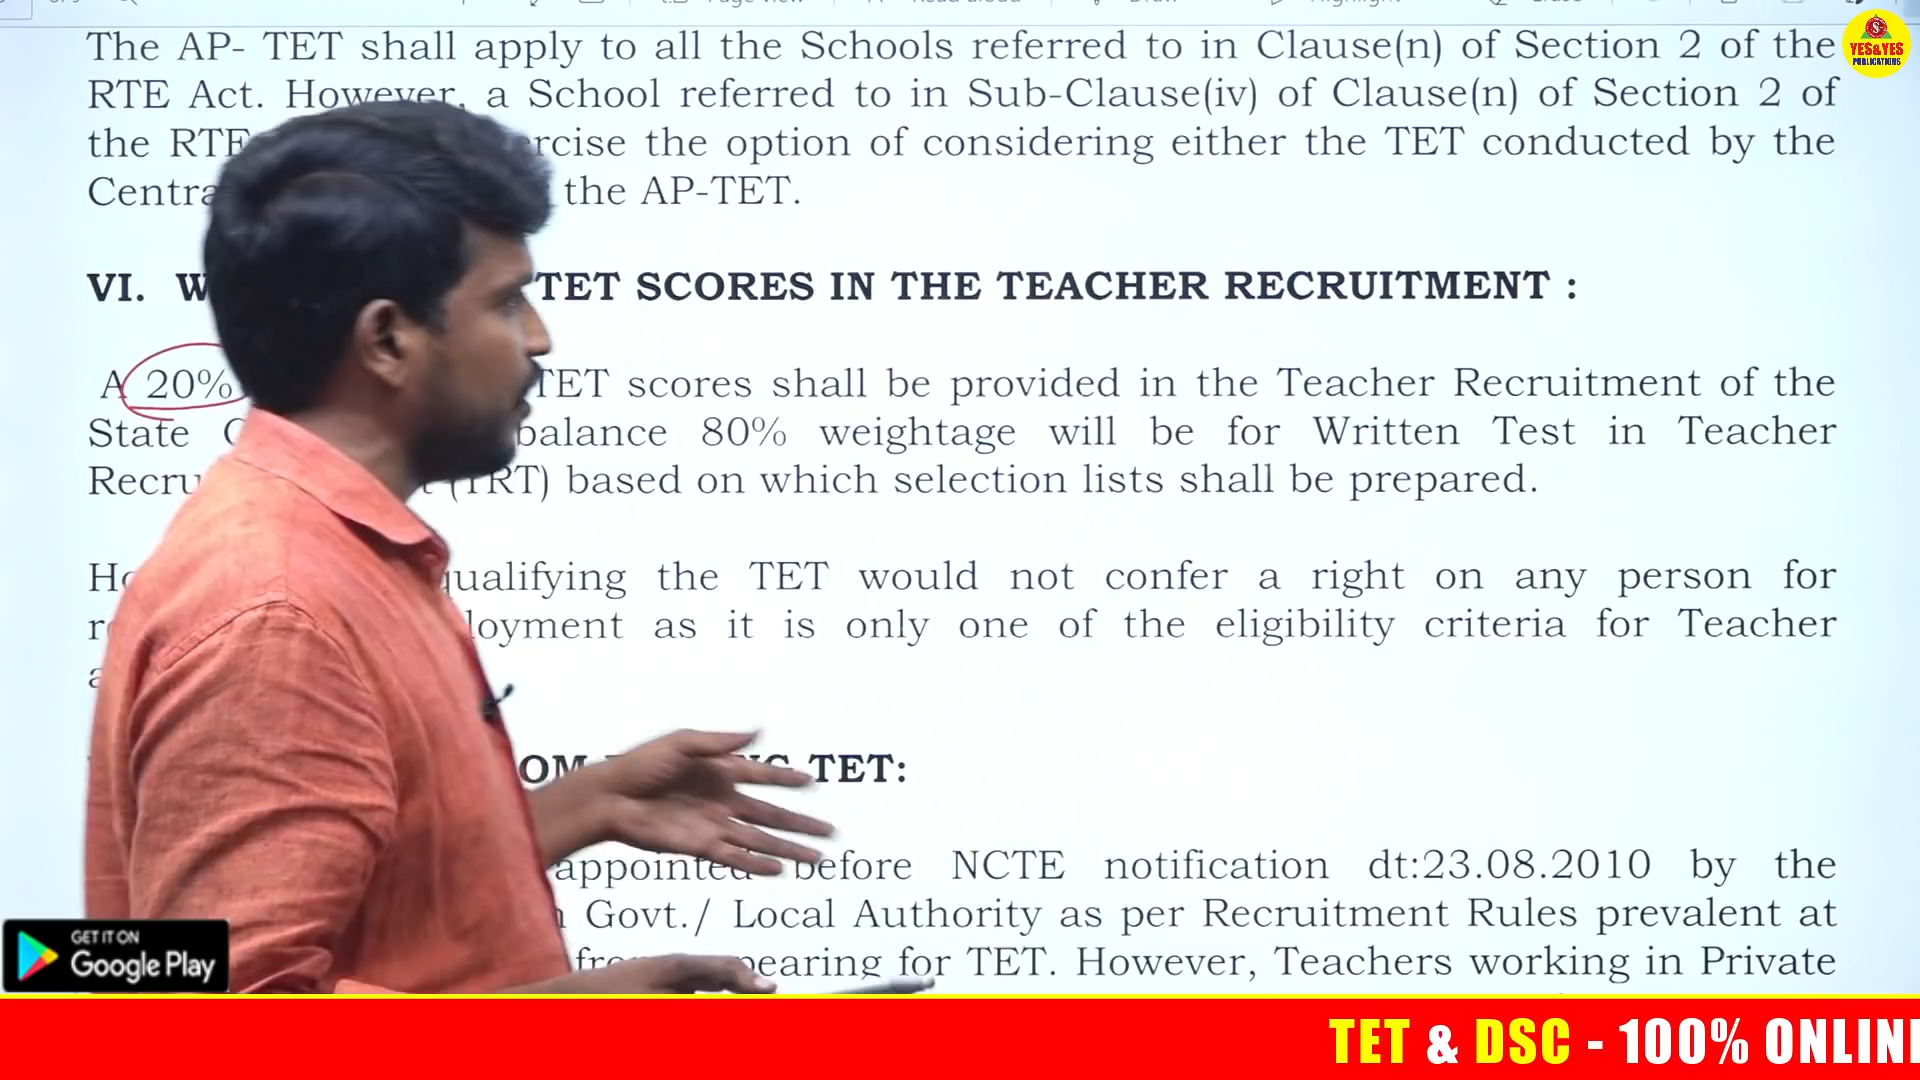 The AP- TET shall apply to all the Schools referred to in Clause(n) of Section 2 of the
RTE Act. However, a School referred to in Sub-Clause(iv) of Clause(n) of Section 2 of
the RTE the option of considering either the TET conducted by the
the AP-TET.
VI. TET SCORES IN THE TEACHER RECRUITMENT :
A 20% TET scores shall be provided in the Teacher Recruitment of the
State balance 80% weightage will be for Written Test in Teacher
(TRT) based on which selection lists shall be prepared.
qualifying the TET would not confer a right on any person for
as it is only one of the eligibility criteria for Teacher
TET:
appointed before NCTE notification dt:23.08.2010 by the
Govt./ Local Authority as per Recruitment Rules prevalent at
for TET. However, Teachers working in Private
YES&YES
PUBLICATIONS
GET IT ON
Google Play
TET & DSC - 100% ONLIN